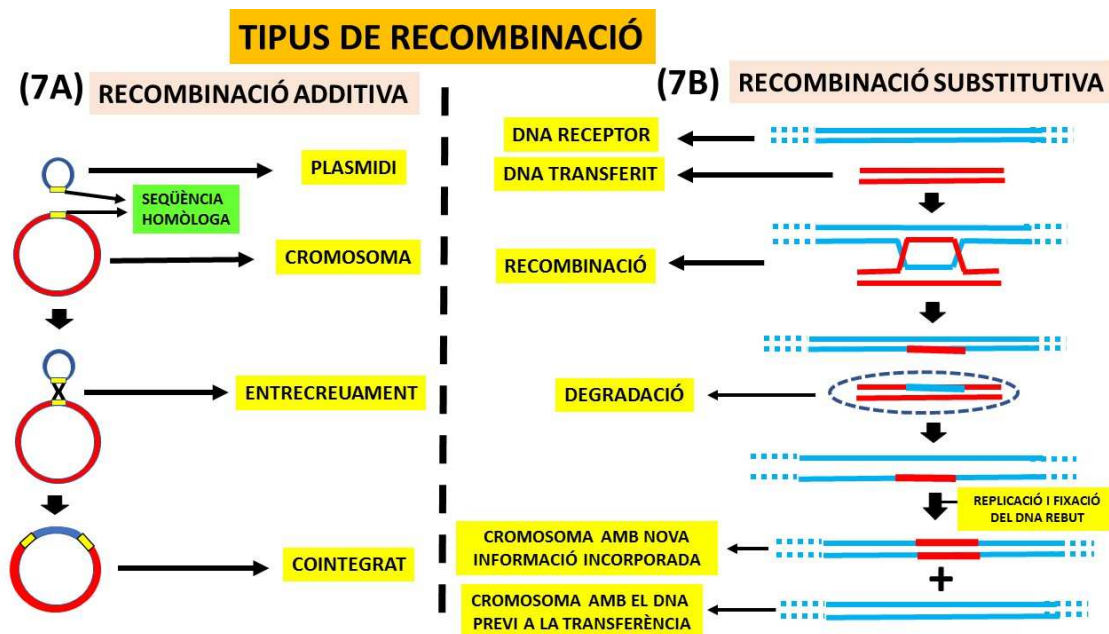 TIPUS DE RECOMBINACIÓ
(7A) RECOMBINACIÓ ADDITIVA
PLASMIDI
SEQÜÈNCIA
HOMÒLOGA
CROMOSOMA
ENTRECREUAMENT
X
COINTEGRAT
(7B) RECOMBINACIÓ SUBSTITUTIVA
DNA RECEPTOR
DNA TRANSFERIT
RECOMBINACIÓ
DEGRADACIÓ
REPLICACIÓ I FIXACIÓ
DEL DNA REBUT
CROMOSOMA AMB NOVA
INFORMACIÓ INCORPORADA
+
CROMOSOMA AMB EL DNA
PREVI A LA TRANSFERÈNCIA